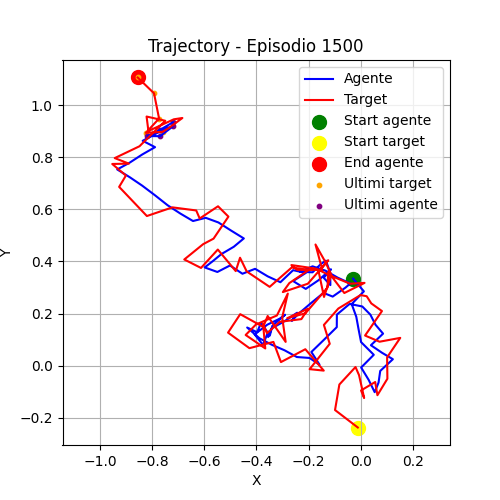 Trajectory - Episodio 1500
Agente
Target
Start agente
Start target
End agente
Ultimi target
Ultimi agente
Y
1.0
0.8
0.6
0.4
0.2
0.0
−0.2
−1.0 −0.8 −0.6 −0.4 −0.2 0.0 0.2
X